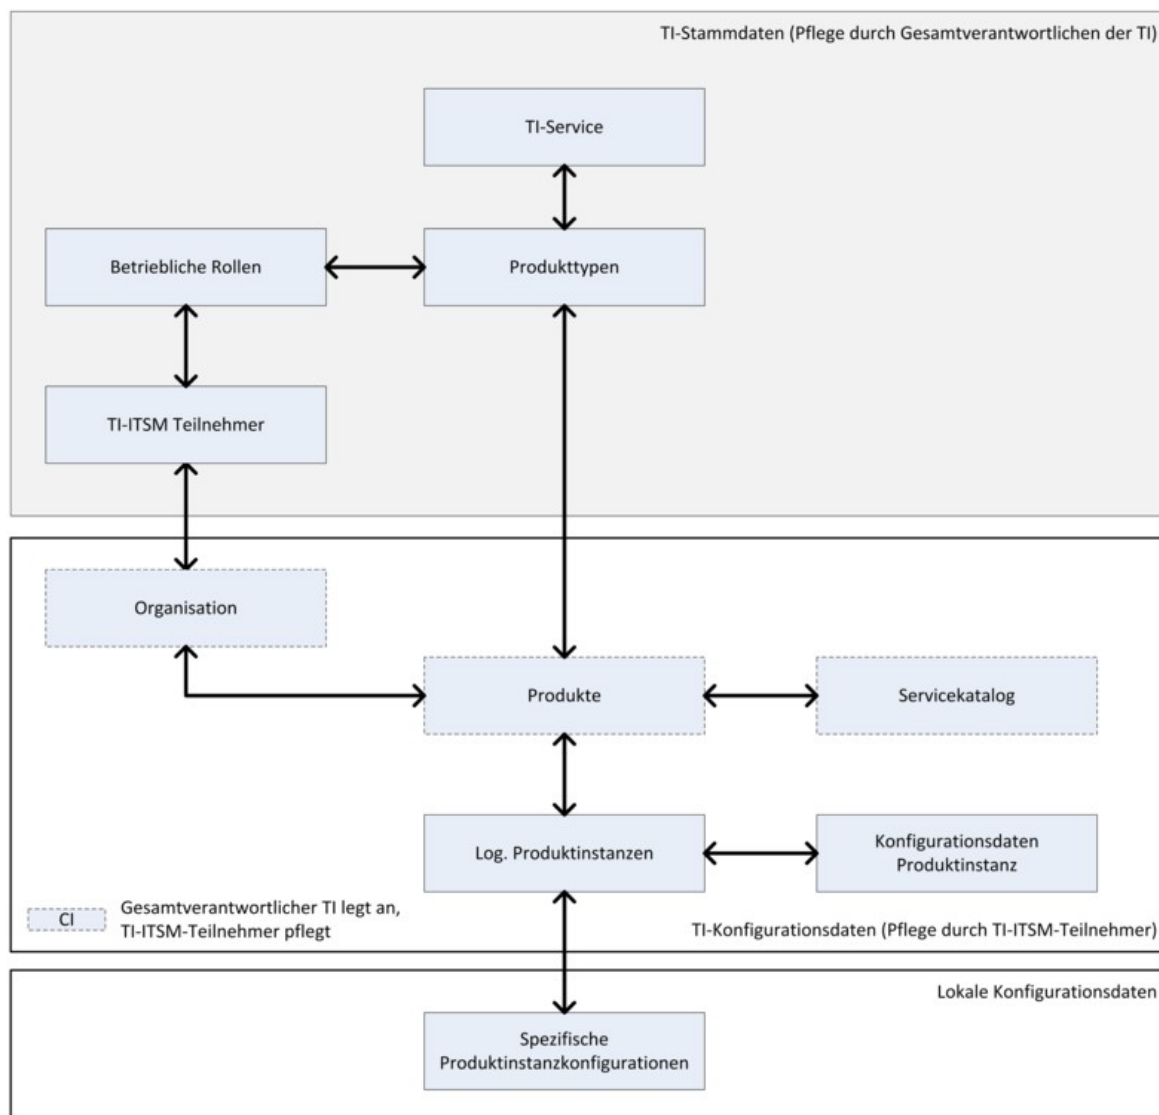 TI-Stammdaten (Pflege durch Gesamtverantwortlichen der TI)
TI-Service
Betriebliche Rollen
Produkttypen
TI-ITSM Teilnehmer
Organisation
Produkte
Servicekatalog
Log. Produktinstanzen
Konfigurationsdaten
Produktinstanz
CI
Gesamtverantwortlicher TI legt an,
TI-ITSM-Teilnehmer pflegt
TI-Konfigurationsdaten (Pflege durch TI-ITSM-Teilnehmer)
Lokale Konfigurationsdaten
Spezifische
Produktinstanzkonfigurationen